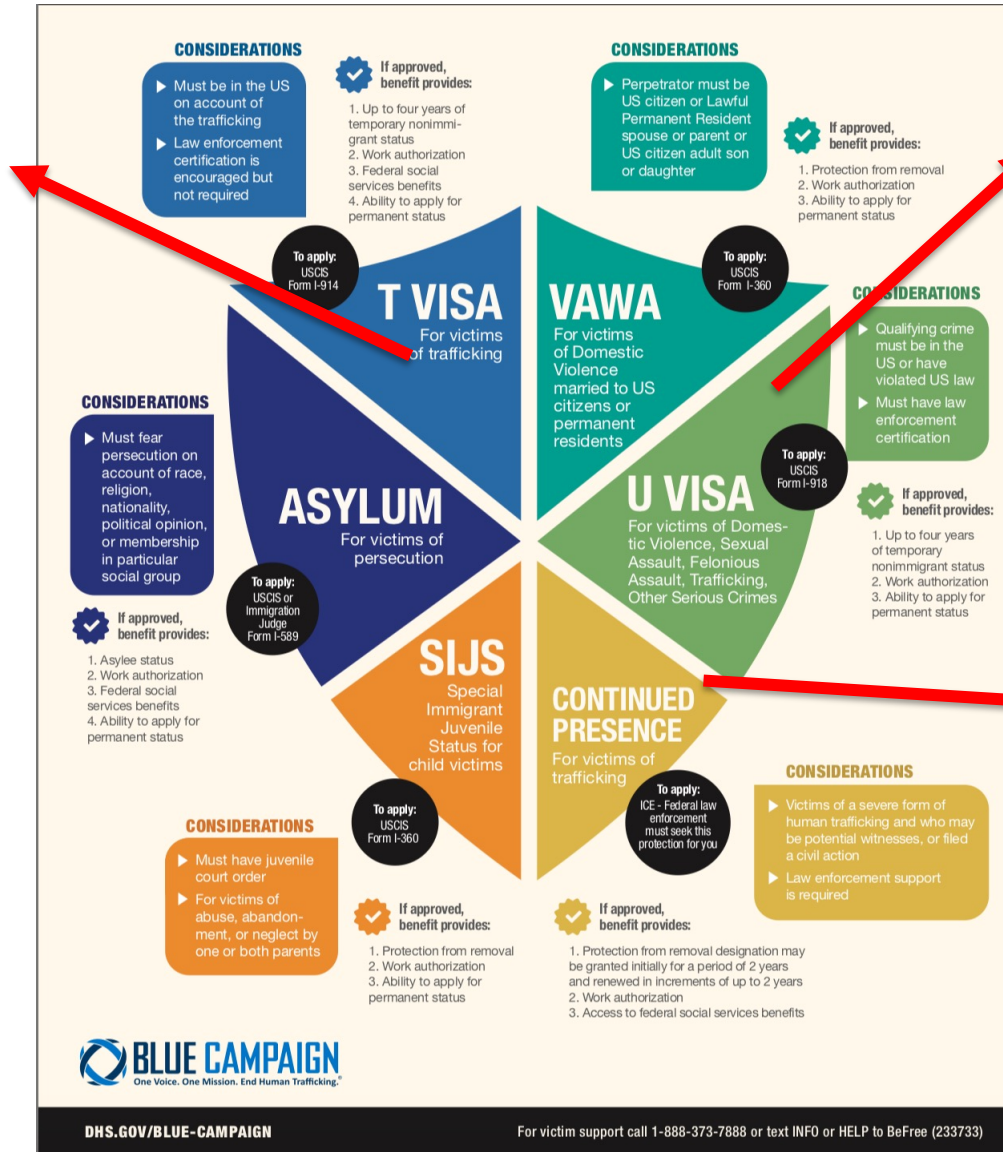 CONSIDERATIONS
Must be in the US
on account of
the trafficking
Law enforcement
certification is
encouraged but
not required
If approved,
benefit provides:
1. Up to four years of
temporary nonimmi-
grant status
2. Work authorization
3. Federal social
services benefits
4. Ability to apply for
permanent status
To apply:
USCIS
Form I-914
T VISA
For victims
of trafficking
CONSIDERATIONS
Perpetrator must be
US citizen or Lawful
Permanent Resident
spouse or parent or
US citizen adult son
or daughter
If approved,
benefit provides:
1. Protection from removal
2. Work authorization
3. Ability to apply for
permanent status
To apply:
USCIS
Form I-360
VAWA
For victims
of Domestic
Violence
married to US
citizens or
permanent
residents
CONSIDERATIONS
Qualifying crime
must be in the
US or have
violated US law
Must have law
enforcement
certification
To apply:
USCIS
Form I-918
If approved,
benefit provides:
1. Up to four years
of temporary
nonimmigrant status
2. Work authorization
3. Ability to apply for
permanent status
U VISA
For victims of Domes-
tic Violence, Sexual
Assault, Felonious
Assault, Trafficking,
Other Serious Crimes
CONSIDERATIONS
Must fear
persecution on
account of race,
religion,
nationality,
political opinion,
or membership
in particular
social group
ASYLUM
For victims of
persecution
To apply:
USCIS or
Immigration
Judge
Form I-589
If approved,
benefit provides:
1. Asylee status
2. Work authorization
3. Federal social
services benefits
4. Ability to apply for
permanent status
SIJS
Special
Immigrant
Juvenile
Status for
child victims
To apply:
USCIS
Form I-360
CONSIDERATIONS
Must have juvenile
court order
For victims of
abuse, abandon-
ment, or neglect by
one or both parents
If approved,
benefit provides:
1. Protection from removal
2. Work authorization
3. Ability to apply for
permanent status
CONTINUED
PRESENCE
For victims of
trafficking
To apply:
ICE - Federal law
enforcement
must seek this
protection for you
CONSIDERATIONS
Victims of a severe form of
human trafficking and who may
be potential witnesses, or filed
a civil action
Law enforcement support
is required
If approved,
benefit provides:
1. Protection from removal designation may
be granted initially for a period of 2 years
and renewed in increments of up to 2 years
2. Work authorization
3. Access to federal social services benefits
BLUE CAMPAIGN
One Voice. One Mission. End Human Trafficking.®
DHS.GOV/BLUE-CAMPAIGN
For victim support call 1-888-373-7888 or text INFO or HELP to BeFree (233733)